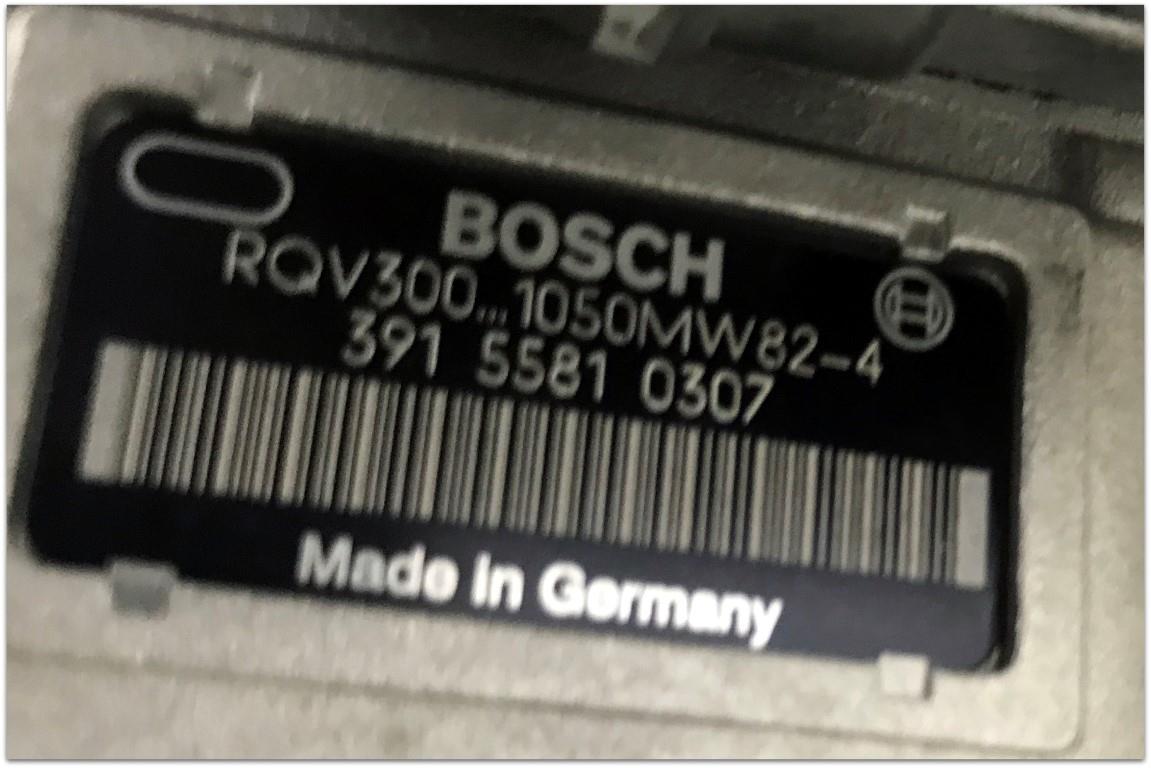 BOSCH
RQV300...1050MW82-4
391 5581 0307
Made in Germany